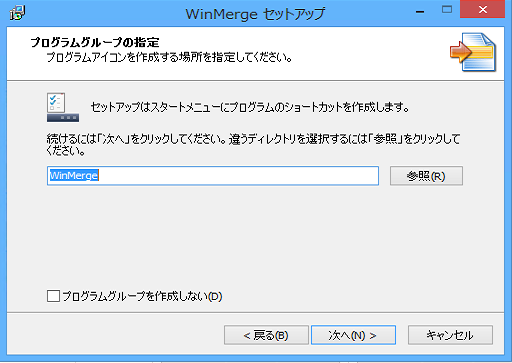 WinMerge セットアップ
プログラムグループの指定
プログラムアイコンを作成する場所を指定してください。
セットアップはスタートメニューにプログラムのショートカットを作成します。
続けるには「次へ」をクリックしてください。違うディレクトリを選択するには「参照」をクリックして
ください。
WinMerge
参照(R)
プログラムグループを作成しない(D)
< 戻る(B)
次へ(N) >
キャンセル